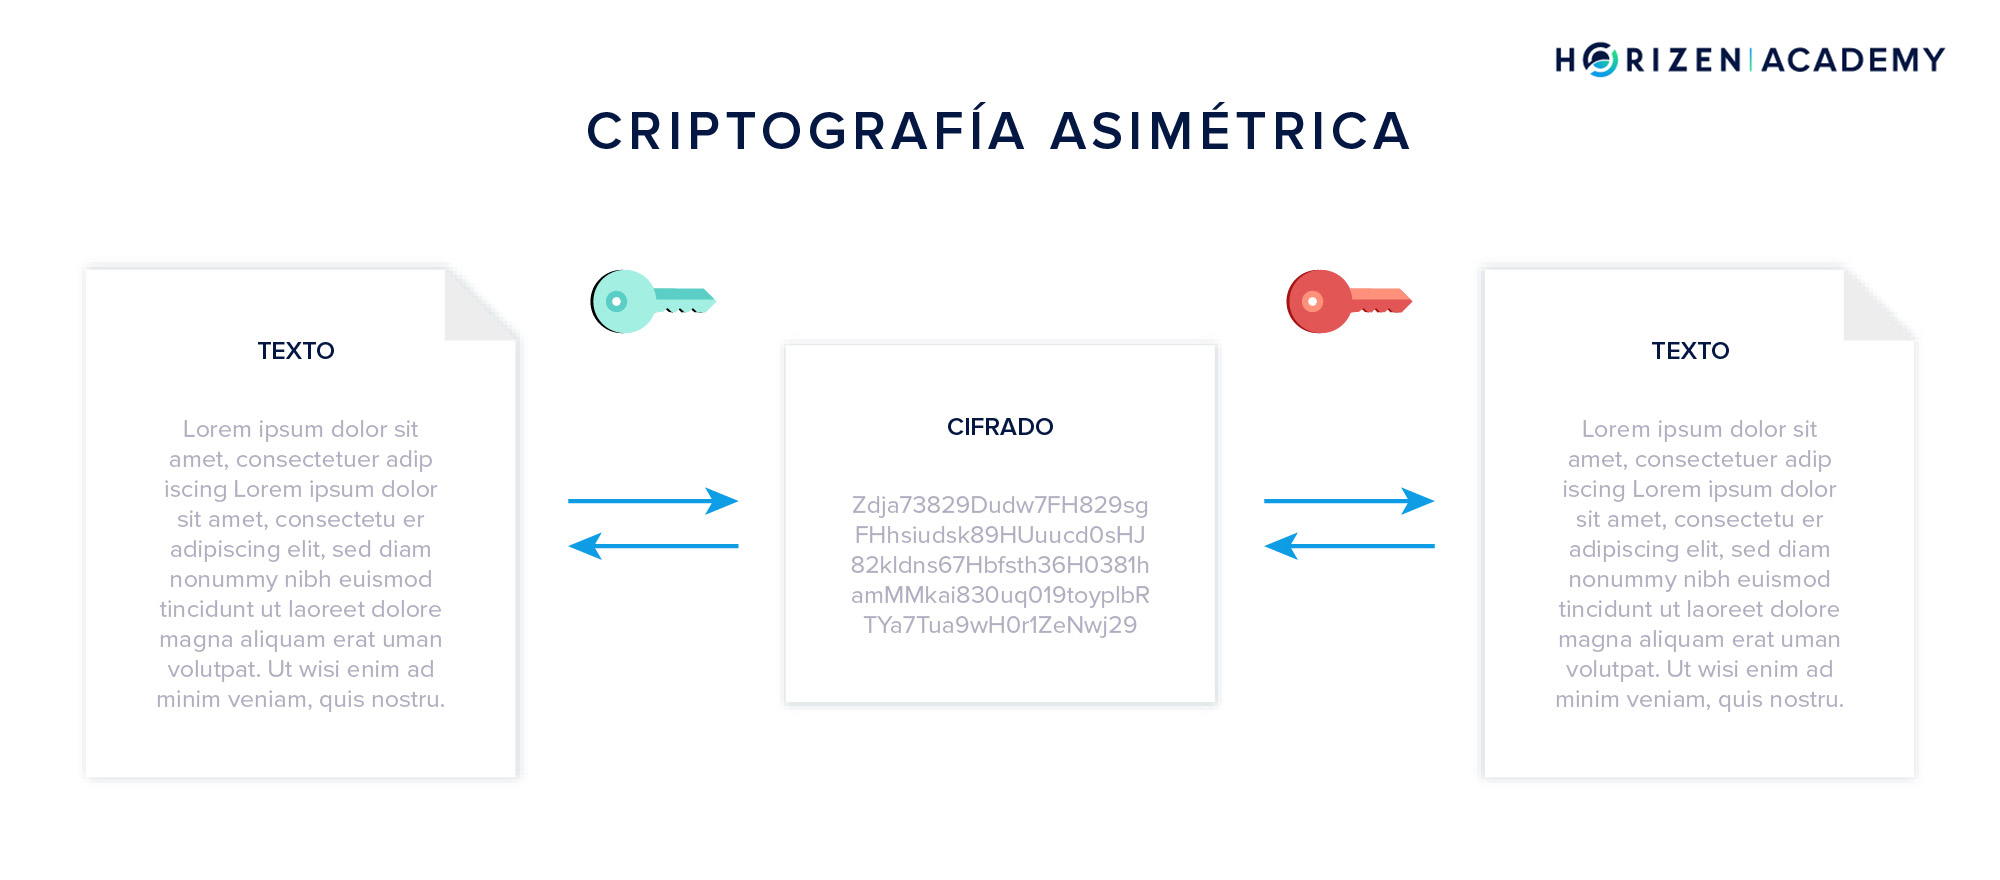 HORIZEN ACADEMY
CRIPTOGRAFÍA ASIMÉTRICA
TEXTO
Lorem ipsum dolor sit
amet, consectetuer adip
iscing Lorem ipsum dolor
sit amet, consectetu er
adipiscing elit, sed diam
nonummy nibh euismod
tincidunt ut laoreet dolore
magna aliquam erat uman
volutpat. Ut wisi enim ad
minim veniam, quis nostru.
CIFRADO
Zdja73829Dudw7FH829sg
FHhsiudsk89HUuucd0sHJ
82kldns67Hbfsth36H0381h
amMMkai830uq019toyplbR
TYa7Tua9wH0r1ZeNwj29
TEXTO
Lorem ipsum dolor sit
amet, consectetuer adip
iscing Lorem ipsum dolor
sit amet, consectetu er
adipiscing elit, sed diam
nonummy nibh euismod
tincidunt ut laoreet dolore
magna aliquam erat uman
volutpat. Ut wisi enim ad
minim veniam, quis nostru.